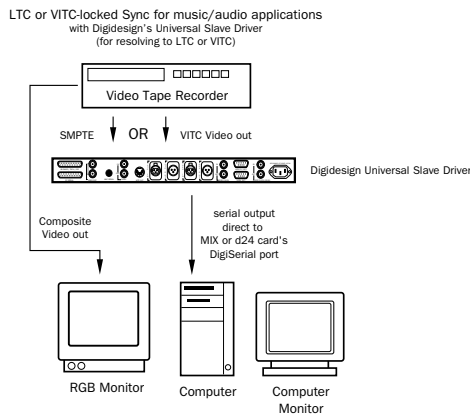 LTC or VITC-locked Sync for music/audio applications
with Digidesign's Universal Slave Driver
(for resolving to LTC or VITC)
Video Tape Recorder
SMPTE OR VITC Video out
Digidesign Universal Slave Driver
Composite
Video out
serial output
direct to
MIX or d24 card's
DigiSerial port
RGB Monitor
Computer
Computer
Monitor